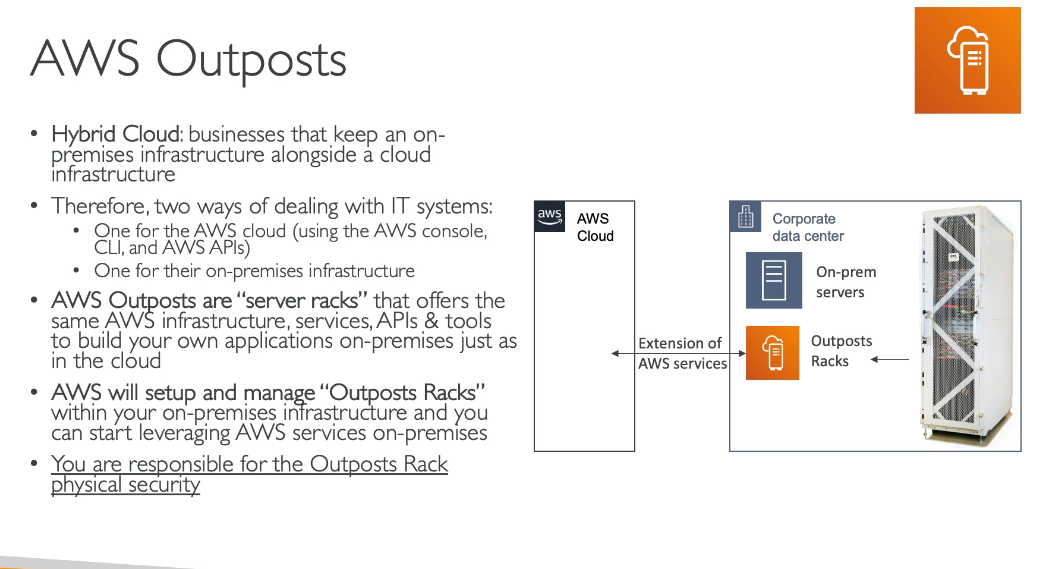 AWS Outposts
• Hybrid Cloud: businesses that keep an on-
premises infrastructure alongside a cloud
infrastructure
• Therefore, two ways of dealing with IT systems:
• One for the AWS cloud (using the AWS console,
CLI, and AWS APIs)
• One for their on-premises infrastructure
• AWS Outposts are “server racks” that offers the
same AWS infrastructure, services, APIs & tools
to build your own applications on-premises just as
in the cloud
• AWS will setup and manage “Outposts Racks”
within your on-premises infrastructure and you
can start leveraging AWS services on-premises
• You are responsible for the Outposts Rack
physical security
aws
AWS
Cloud
Extension of
AWS services
Corporate
data center
On-prem
servers
Outposts
Racks